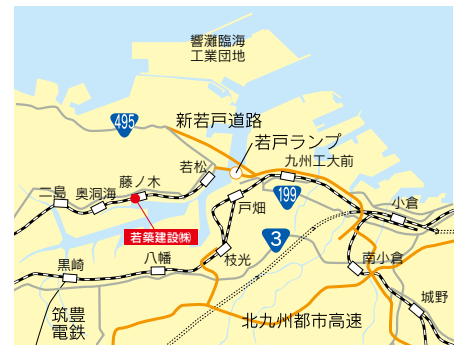 響灘臨海
工業団地
495
新若戸道路
若戸ランプ
若松
九州工大前
藤ノ木
二島
奥洞海
戸畑
199
小倉
若築建設㈱
3
枝光
八幡
黒崎
南小倉
城野
筑豊
電鉄
北九州都市高速